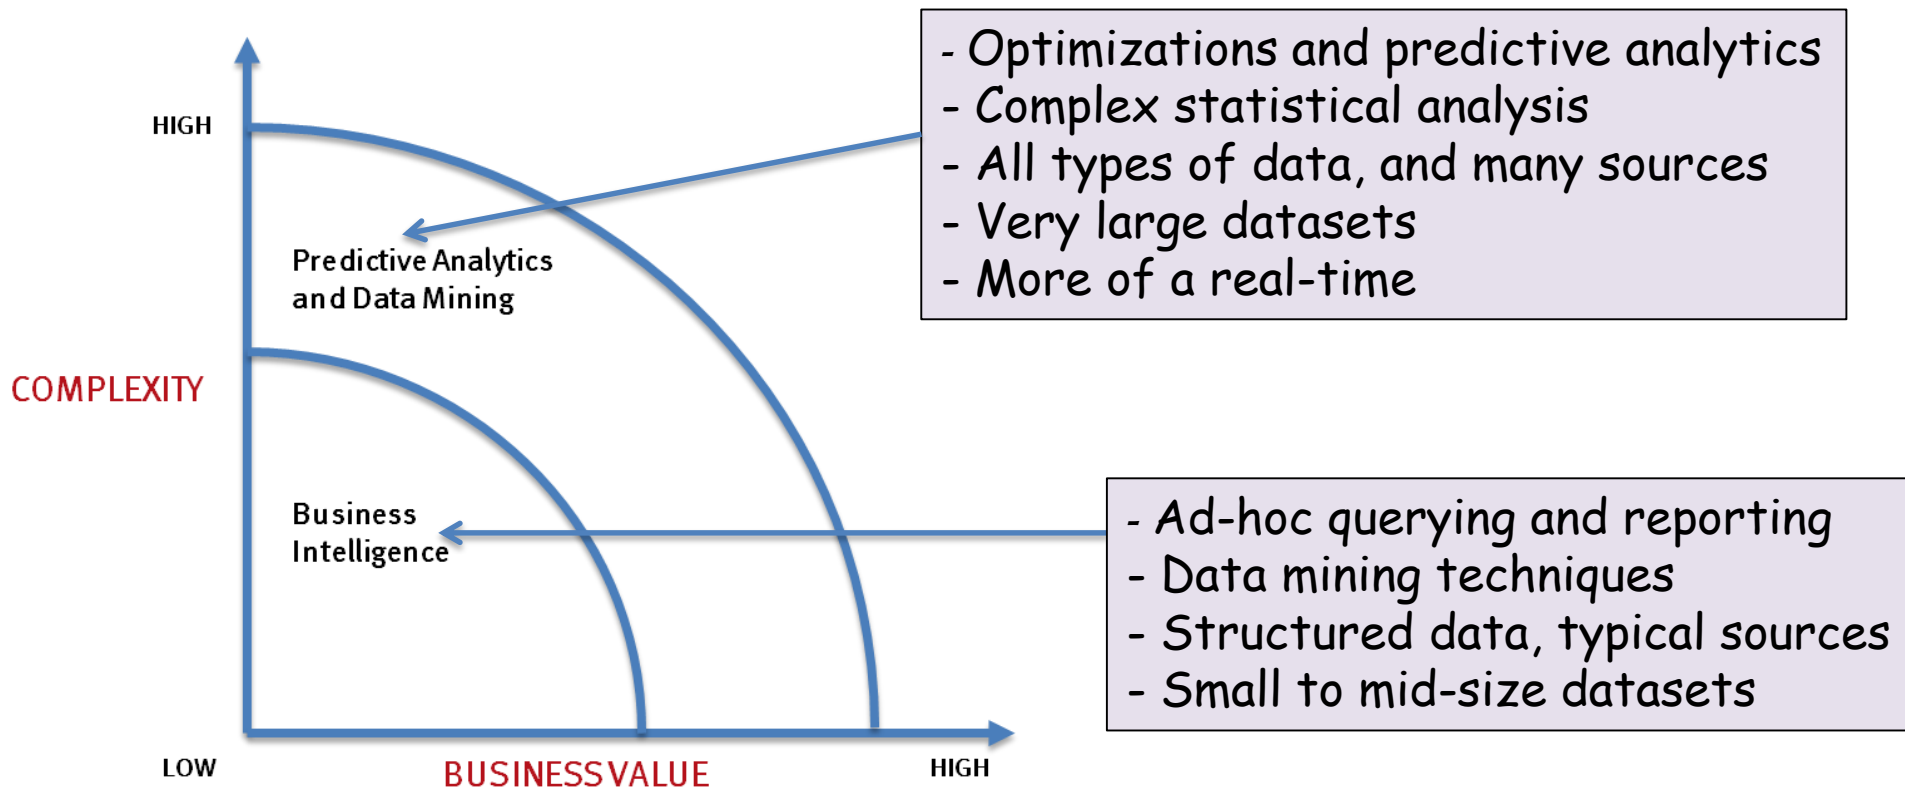 - Optimizations and predictive analytics
- Complex statistical analysis
- All types of data, and many sources
- Very large datasets
- More of a real-time
HIGH
Predictive Analytics
and Data Mining
COMPLEXITY
Business
Intelligence
- Ad-hoc querying and reporting
- Data mining techniques
- Structured data, typical sources
- Small to mid-size datasets
LOW
BUSINESS VALUE
HIGH